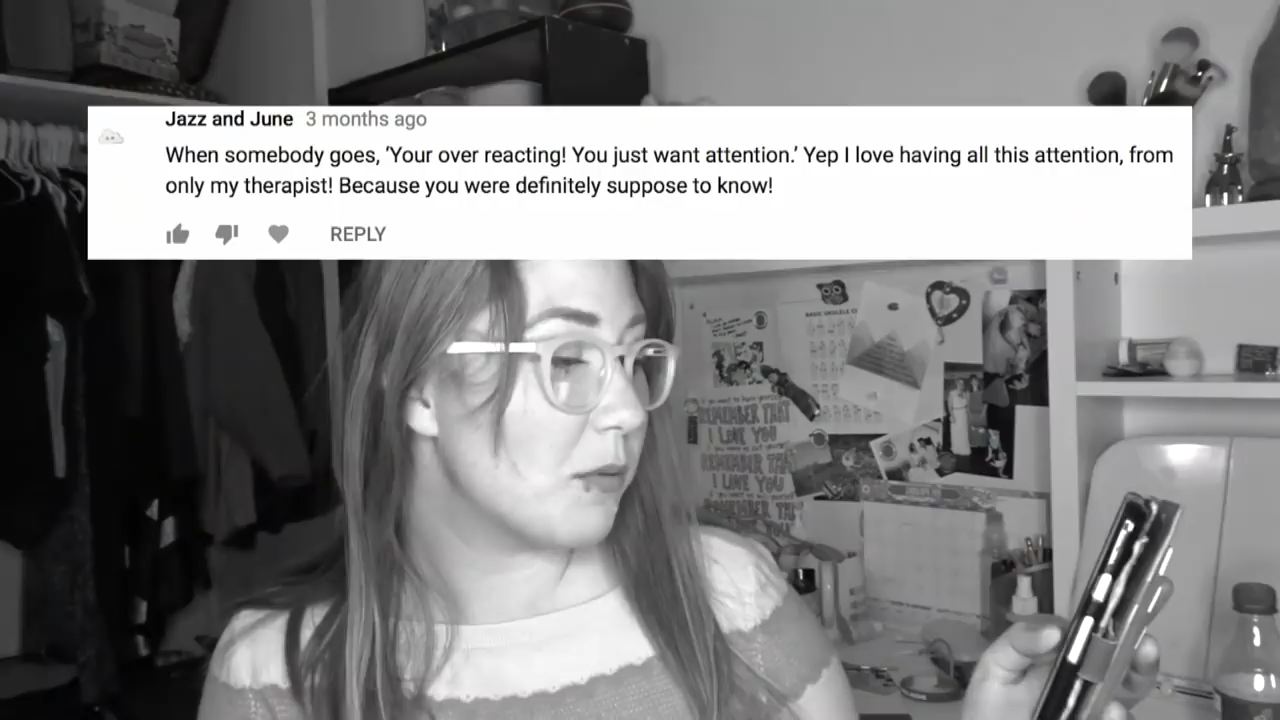 Jazz and June 3 months ago
When somebody goes, ‘Your over reacting! You just want attention.’ Yep I love having all this attention, from
only my therapist! Because you were definitely suppose to know!
REPLY
BASIC UKULELE
REMEMBER THAT
I LOVE YOU
REMEMBER THAT
I LOVE YOU